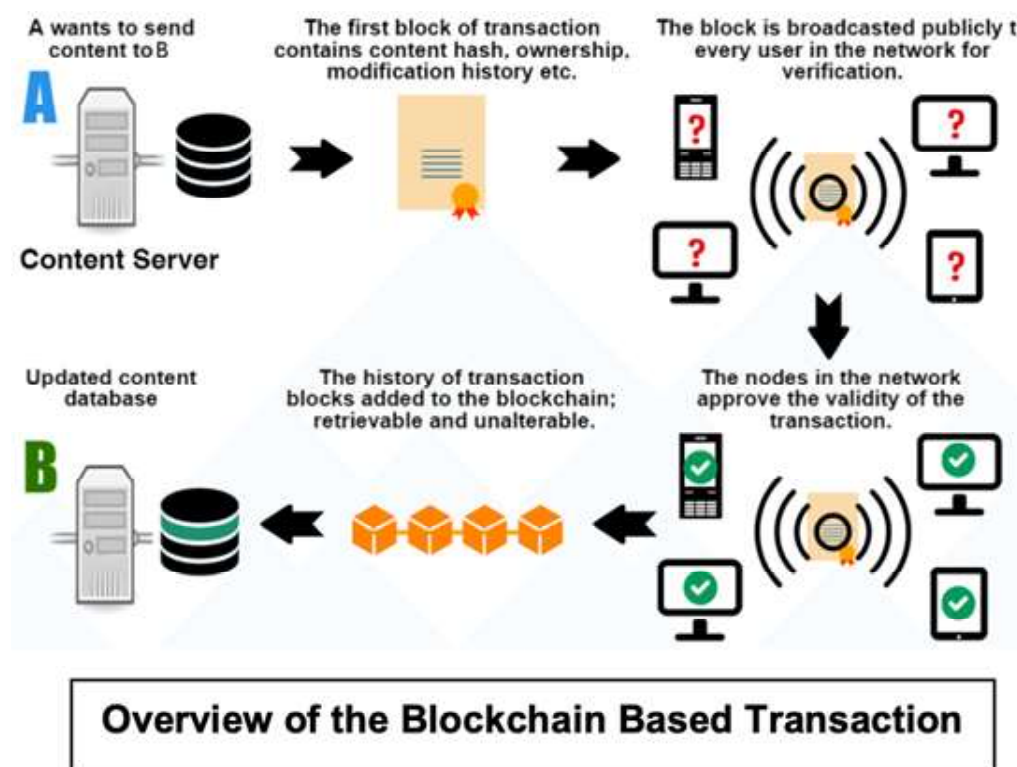 A wants to send
content to B
A
Content Server
The first block of transaction
contains content hash, ownership,
modification history etc.
The block is broadcasted publicly t
every user in the network for
verification.
?
?
?
?
The nodes in the network
approve the validity of the
transaction.
The history of transaction
blocks added to the blockchain;
retrievable and unalterable.
Updated content
database
B
Overview of the Blockchain Based Transaction